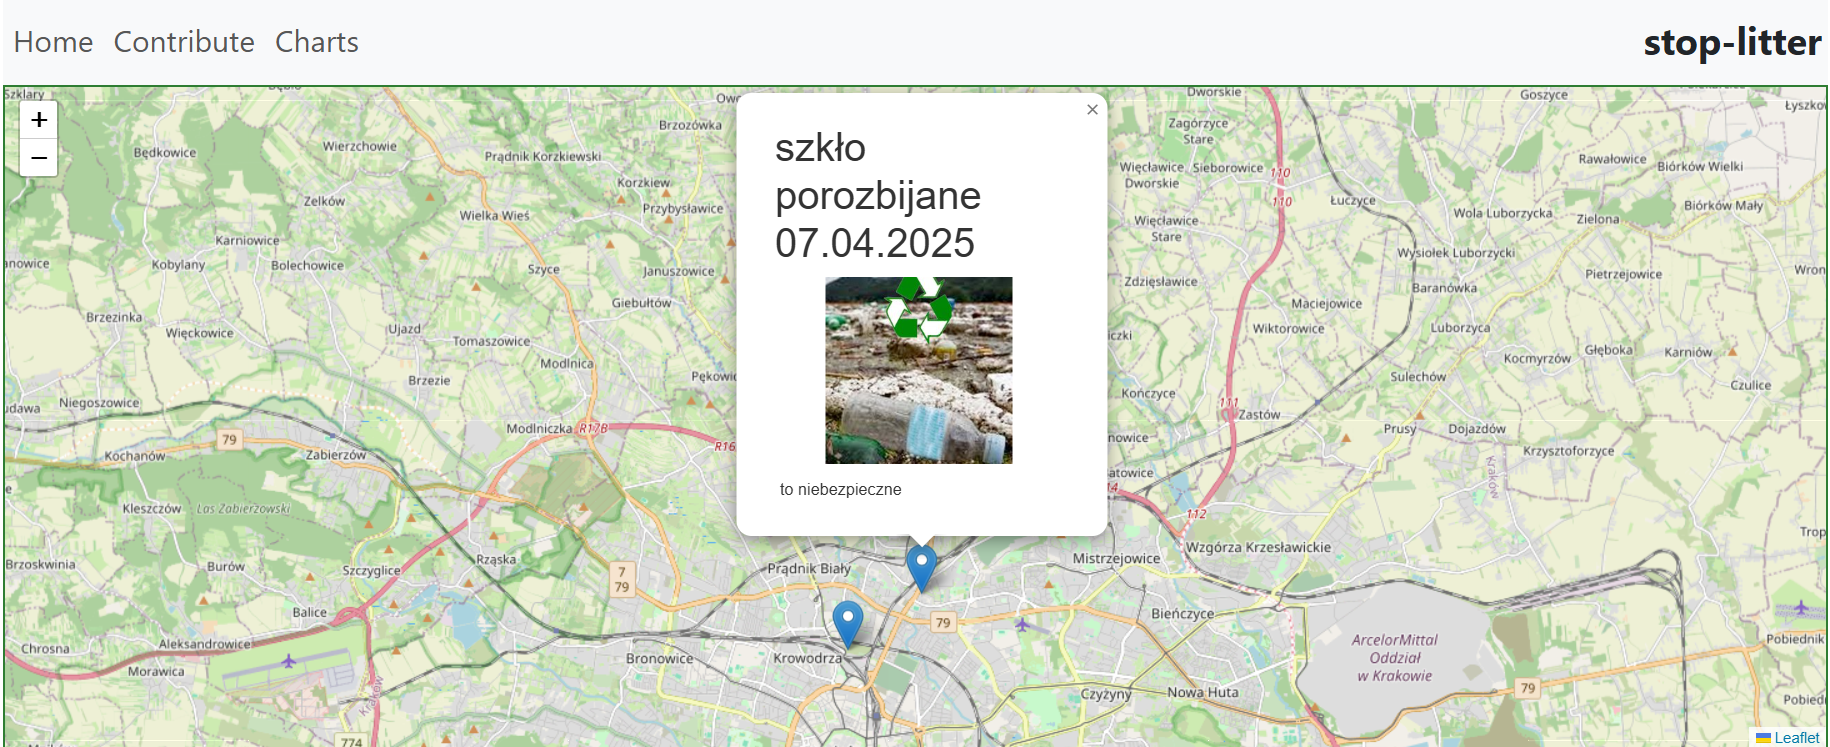 Home Contribute Charts
stop-litter
+
−
×
szkło
porozbijane
07.04.2025
to niebezpieczne
Szklary
Będkowice
Wierzchowie
Brzozówka
Prądnik Korzkiewski
Korzkiew
Przybysławice
Zelków
Wielka Wieś
Karniowice
Kobylany
Bolechowice
Szyce
Januszowice
Giebułtów
Brzezinka
Więckowice
Ujazd
Tomaszowice
Modlnica
Brzezie
Niegoszowice
Modlniczka
R17B
79
Kochanów
Zabierzów
Kleszczów
Las Zabierzowski
Brzoskwinia
Burów
Szczyglice
Rząska
7
79
Prądnik Biały
Balice
Chrosna
Aleksandrowice
Morawica
Bronowice
Krowodrza
Kraków
774
79
Dworskie
Goszyce
Zagórzyce
Stare
Więcławice
Dworskie
Sieborowice
110
110
Rawałowice
Biórków Wielki
Łuczyce
Wola Luborzycka
Zielona
Biórków Mały
Więcławice
Stare
Wysiołek Luborzycki
Zdzięsławice
Baranówka
Pietrzejowice
Maciejowice
Wiktorowice
Luborzyca
Kocmyrzów
Głęboka
Karniów
Sulechów
Czulice
Kończyce
111
Zastów
Prusy
Dojazdów
Krzysztoforzyce
Kraków
112
Mistrzejowice
Wzgórza Krzesławickie
Bieńczyce
ArcelorMittal
Oddział
w Krakowie
Czyżyny
Nowa Huta
79
Leaflet